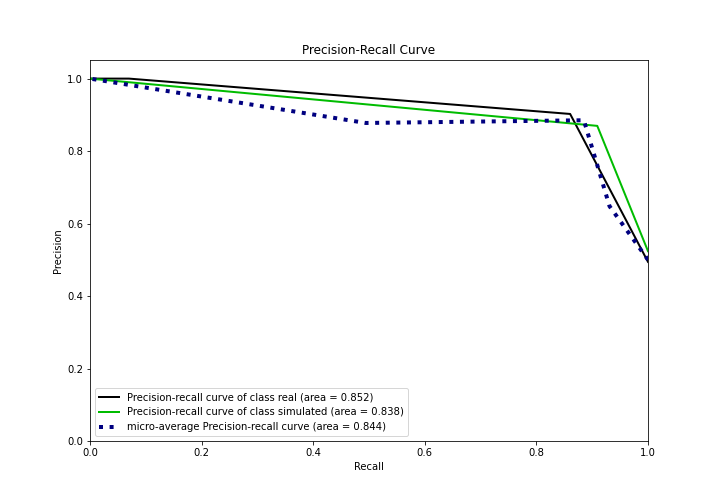 Precision-Recall Curve
1.0
0.8
0.6
0.4
0.2
0.0
Precision
Precision-recall curve of class real (area = 0.852)
Precision-recall curve of class simulated (area = 0.838)
micro-average Precision-recall curve (area = 0.844)
0.0 0.2 0.4 0.6 0.8 1.0
Recall